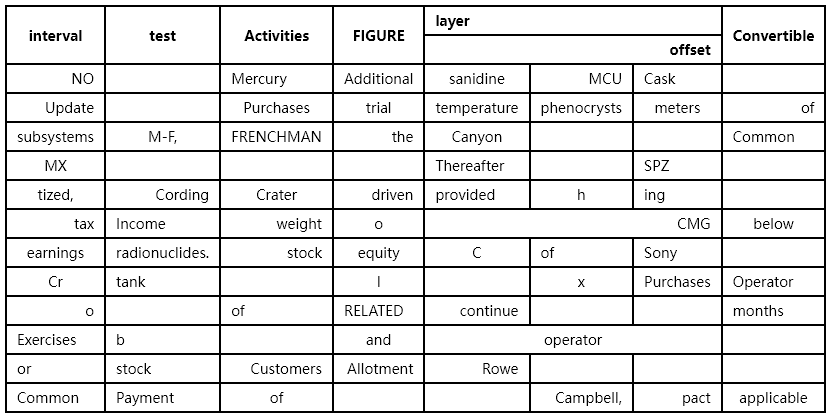 interval test Activities FIGURE layer Convertible
offset
NO Mercury Additional sanidine MCU Cask
Update Purchases trial temperature phenocrysts meters of
subsystems M-F, FRENCHMAN the Canyon Common
MX Thereafter SPZ
tized, Cording Crater driven provided h ing
tax Income weight o CMG below
earnings radionuclides. stock equity C of Sony
Cr tank I x Purchases Operator
o of RELATED continue months
Exercises b and operator
or stock Customers Allotment Rowe
Common Payment of Campbell, pact applicable